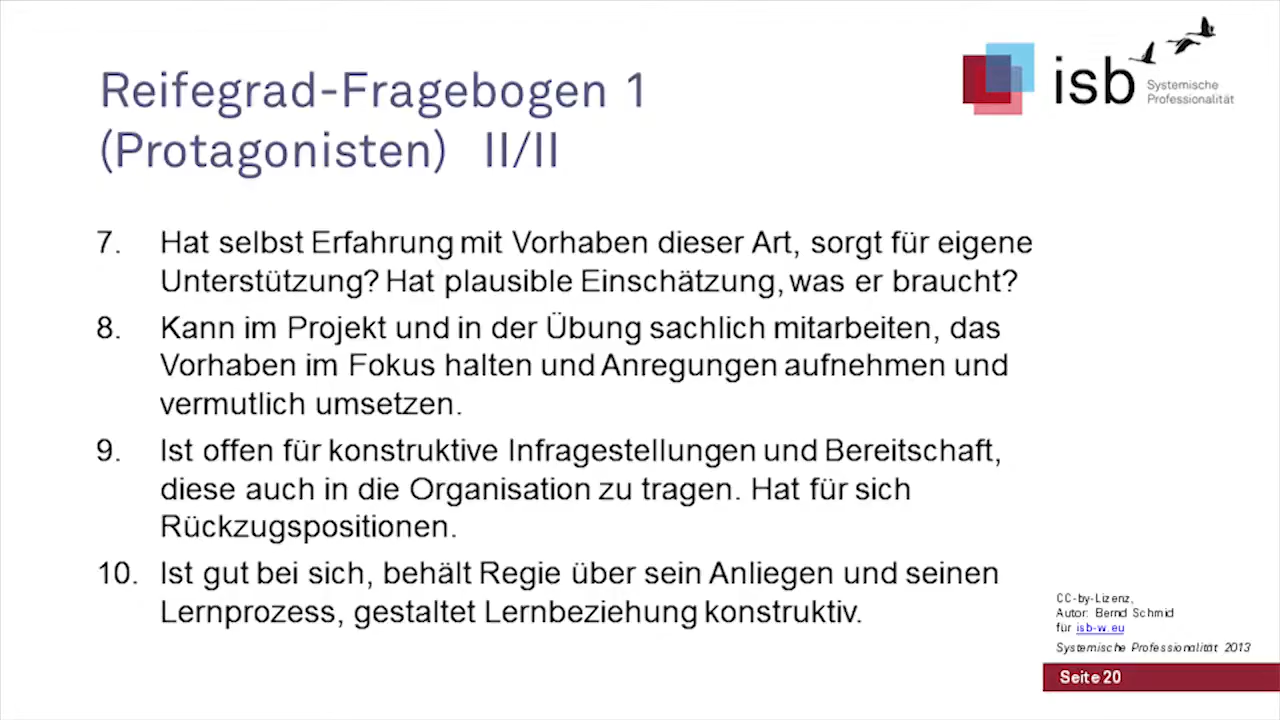 Reifegrad-Fragebogen 1
(Protagonisten) II/II
isb
Systemische
Professionalität
7. Hat selbst Erfahrung mit Vorhaben dieser Art, sorgt für eigene
Unterstützung? Hat plausible Einschätzung, was er braucht?
8. Kann im Projekt und in der Übung sachlich mitarbeiten, das
Vorhaben im Fokus halten und Anregungen aufnehmen und
vermutlich umsetzen.
9. Ist offen für konstruktive Infragestellungen und Bereitschaft,
diese auch in die Organisation zu tragen. Hat für sich
Rückzugspositionen.
10. Ist gut bei sich, behält Regie über sein Anliegen und seinen
Lernprozess, gestaltet Lernbeziehung konstruktiv.
CC-by-Lizenz,
Autor: Bernd Schmid
für isb-w.eu
Systemische Professionalität 2013
Seite 20